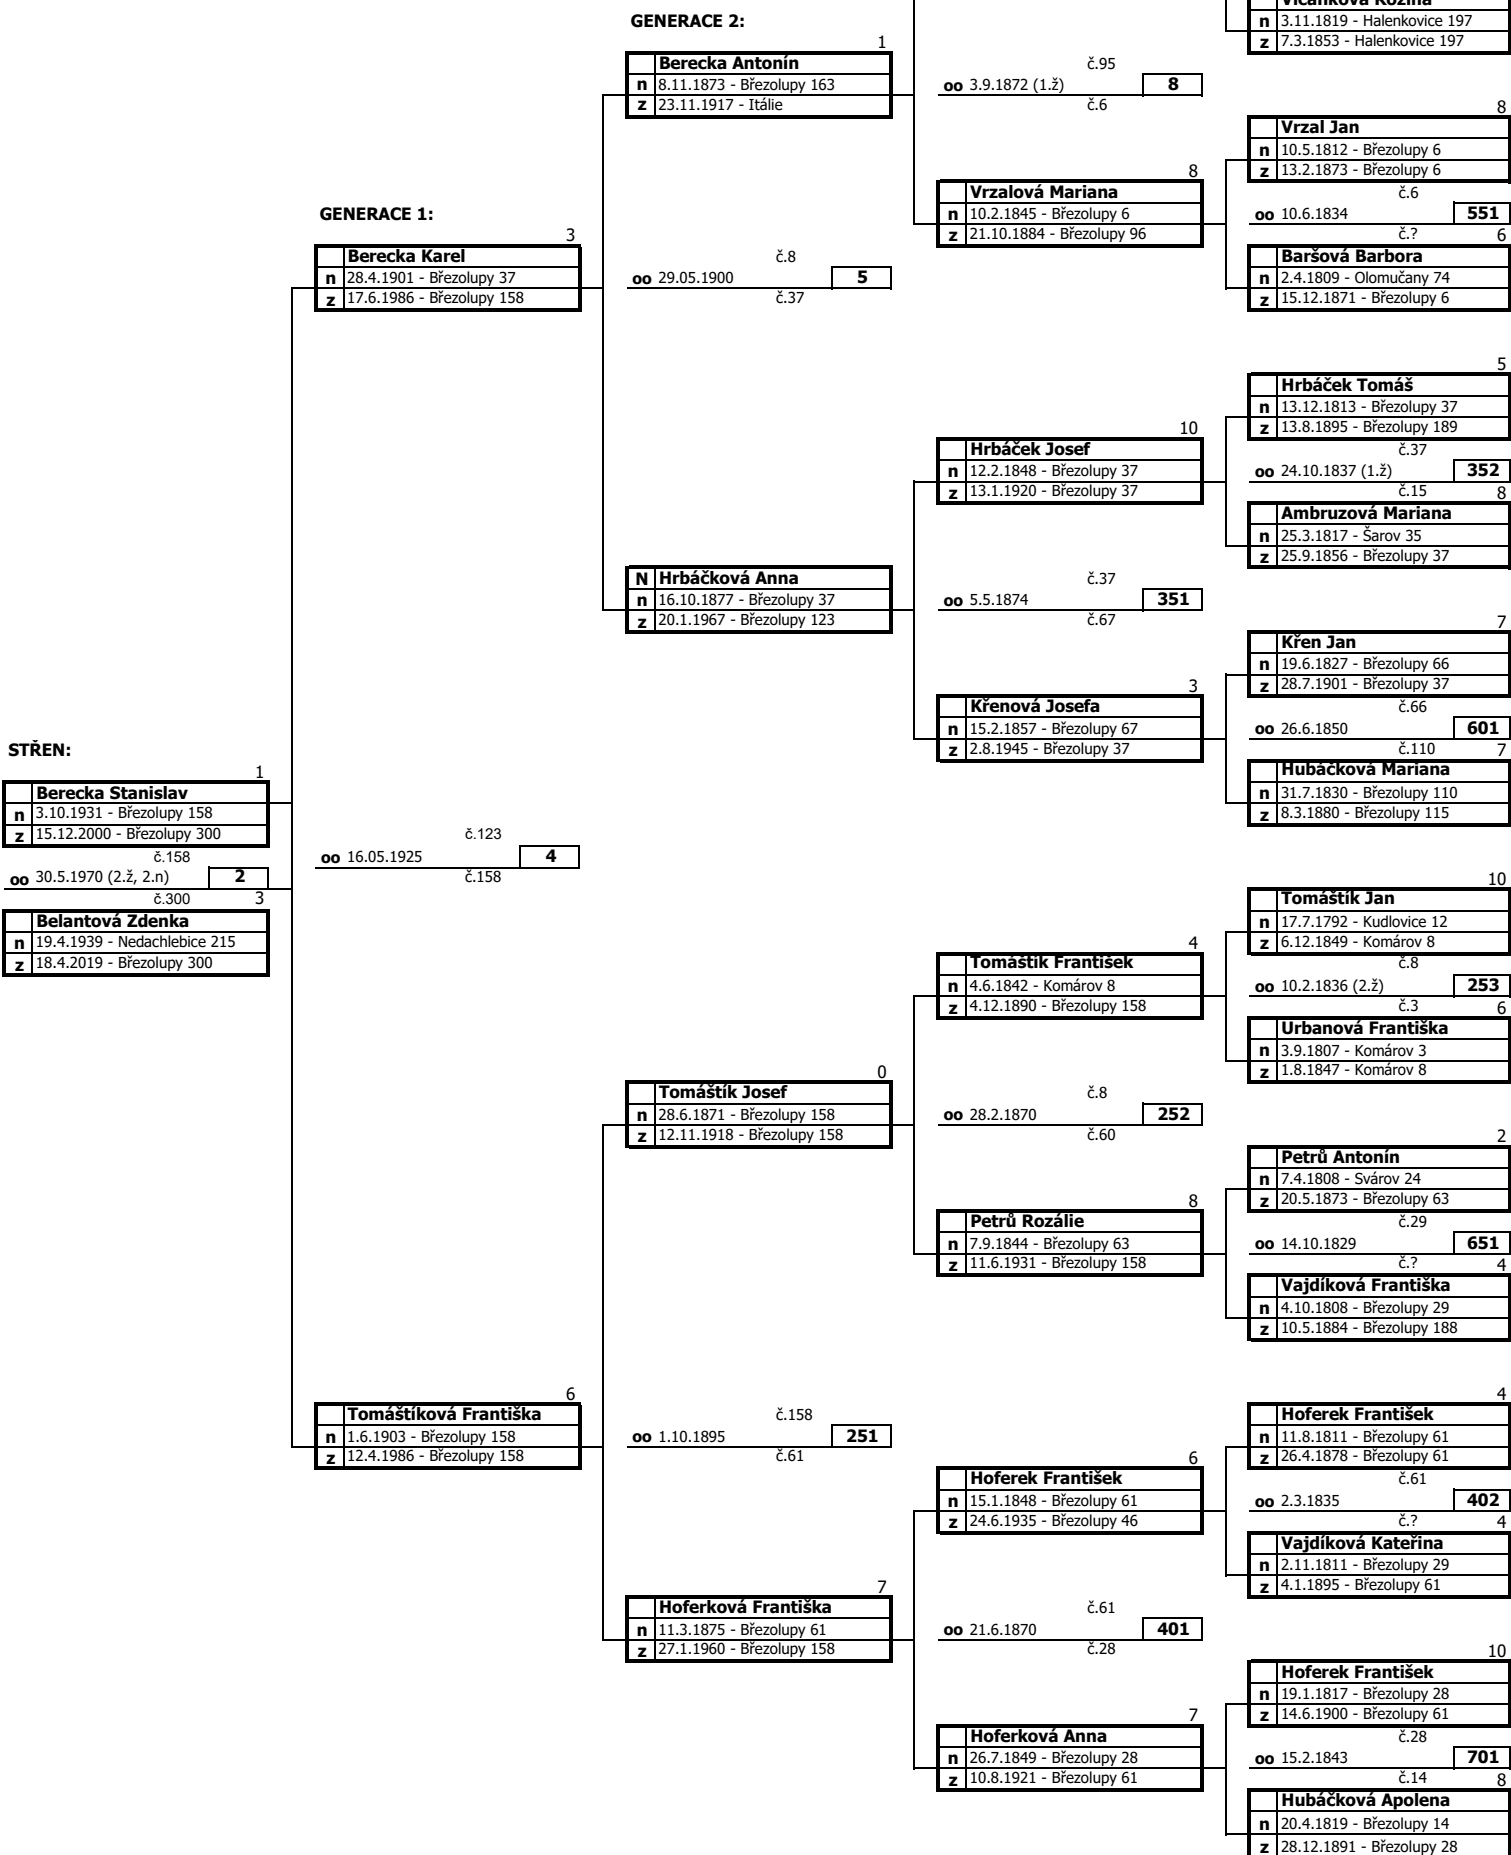 STŘEN:
1
Berecka Stanislav
n 3.10.1931 - Březolupy 158
z 15.12.2000 - Březolupy 300
č.158
oo 30.5.1970 (2.ž, 2.n) 2
č.300 3
Belantová Zdenka
n 19.4.1939 - Nedachlebice 215
z 18.4.2019 - Březolupy 300
GENERACE 1:
3
Berecka Karel
n 28.4.1901 - Březolupy 37
z 17.6.1986 - Březolupy 158
č.123
oo 16.05.1925 4
č.158
6
Tomáštíková Františka
n 1.6.1903 - Březolupy 158
z 12.4.1986 - Březolupy 158
GENERACE 2:
1
Berecka Antonín
n 8.11.1873 - Březolupy 163
z 23.11.1917 - Itálie
č.8
oo 29.05.1900 5
č.37
N Hrbáčková Anna
n 16.10.1877 - Březolupy 37
z 20.1.1967 - Březolupy 123
0
Tomáštík Josef
n 28.6.1871 - Březolupy 158
z 12.11.1918 - Březolupy 158
č.158
oo 1.10.1895 251
č.61
7
Hoferková Františka
n 11.3.1875 - Březolupy 61
z 27.1.1960 - Březolupy 158
č.95
oo 3.9.1872 (1.ž) 8
č.6
8
Vrzalová Mariana
n 10.2.1845 - Březolupy 6
z 21.10.1884 - Březolupy 96
10
Hrbáček Josef
n 12.2.1848 - Březolupy 37
z 13.1.1920 - Březolupy 37
č.37
oo 5.5.1874 351
č.67
3
Křenová Josefa
n 15.2.1857 - Březolupy 67
z 2.8.1945 - Březolupy 37
4
Tomáštík František
n 4.6.1842 - Komárov 8
z 4.12.1890 - Březolupy 158
č.8
oo 28.2.1870 252
č.60
8
Petrů Rozálie
n 7.9.1844 - Březolupy 63
z 11.6.1931 - Březolupy 158
6
Hoferek František
n 15.1.1848 - Březolupy 61
z 24.6.1935 - Březolupy 46
č.61
oo 21.6.1870 401
č.28
7
Hoferková Anna
n 26.7.1849 - Březolupy 28
z 10.8.1921 - Březolupy 61
Vičánková Rozina
n 3.11.1819 - Halenkovice 197
z 7.3.1853 - Halenkovice 197
8
Vrzal Jan
n 10.5.1812 - Březolupy 6
z 13.2.1873 - Březolupy 6
č.6
oo 10.6.1834 551
č.? 6
Baršová Barbora
n 2.4.1809 - Olomučany 74
z 15.12.1871 - Březolupy 6
5
Hrbáček Tomáš
n 13.12.1813 - Březolupy 37
z 13.8.1895 - Březolupy 189
č.37
oo 24.10.1837 (1.ž) 352
č.15 8
Ambruzová Mariana
n 25.3.1817 - Šarov 35
z 25.9.1856 - Březolupy 37
7
Křen Jan
n 19.6.1827 - Březolupy 66
z 28.7.1901 - Březolupy 37
č.66
oo 26.6.1850 601
č.110 7
Hubáčková Mariana
n 31.7.1830 - Březolupy 110
z 8.3.1880 - Březolupy 115
10
Tomáštík Jan
n 17.7.1792 - Kudlovice 12
z 6.12.1849 - Komárov 8
č.8
oo 10.2.1836 (2.ž) 253
č.3 6
Urbanová Františka
n 3.9.1807 - Komárov 3
z 1.8.1847 - Komárov 8
2
Petrů Antonín
n 7.4.1808 - Svárov 24
z 20.5.1873 - Březolupy 63
č.29
oo 14.10.1829 651
č.? 4
Vajdíková Františka
n 4.10.1808 - Březolupy 29
z 10.5.1884 - Březolupy 188
4
Hoferek František
n 11.8.1811 - Březolupy 61
z 26.4.1878 - Březolupy 61
č.61
oo 2.3.1835 402
č.? 4
Vajdíková Kateřina
n 2.11.1811 - Březolupy 29
z 4.1.1895 - Březolupy 61
10
Hoferek František
n 19.1.1817 - Březolupy 28
z 14.6.1900 - Březolupy 61
č.28
oo 15.2.1843 701
č.14 8
Hubáčková Apolena
n 20.4.1819 - Březolupy 14
z 28.12.1891 - Březolupy 28